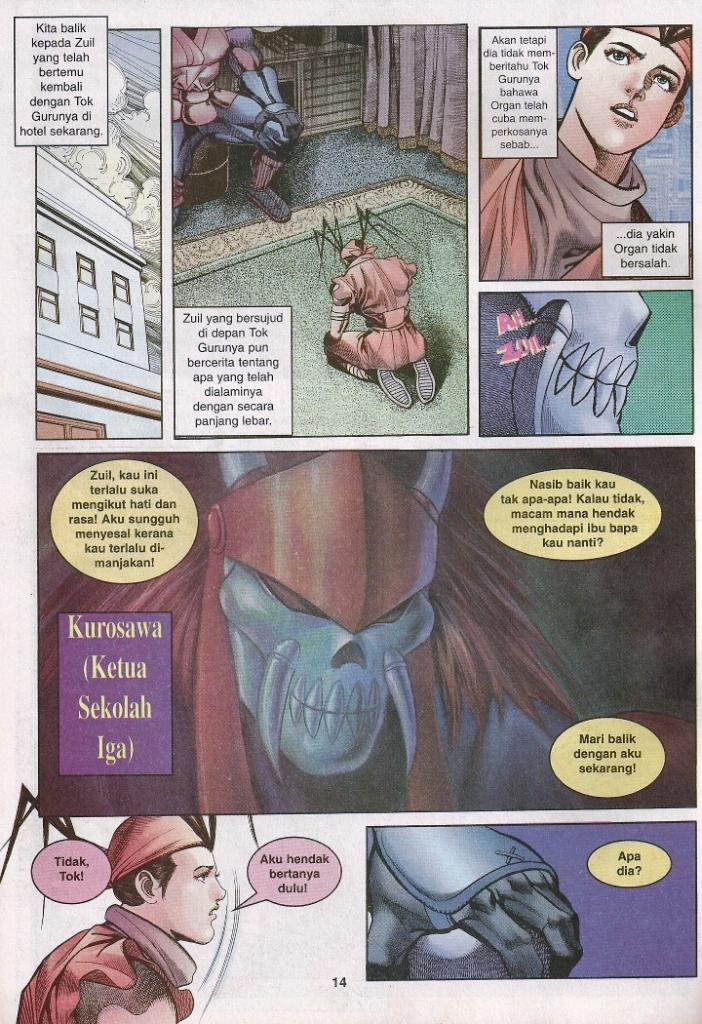 Kita balik
kepada Zuil
yang telah
bertemu
kembali
dengan Tok
Gurunya di
hotel sekarang.
Zuil yang bersujud
di depan Tok
Gurunya pun
bercerita tentang
apa yang telah
dialaminya
dengan secara
panjang lebar.
Akan tetapi
dia tidak mem-
beritahu Tok
Gurunya
bahawa
Organ telah
cuba mem-
perkosanya
sebab...
...dia yakin
Organ tidak
bersalah.
AH...
ZUIL...
Zuil, kau ini
terlalu suka
mengikut hati dan
rasa! Aku sungguh
menyesal kerana
kau terlalu di-
manjakan!
Nasib baik kau
tak apa-apa! Kalau tidak,
macam mana hendak
menghadapi ibu bapa
kau nanti?
Kurosawa
(Ketua
Sekolah
Iga)
Mari balik
dengan aku
sekarang!
Tidak,
Tok!
Aku hendak
bertanya
dulu!
Apa
dia?
14